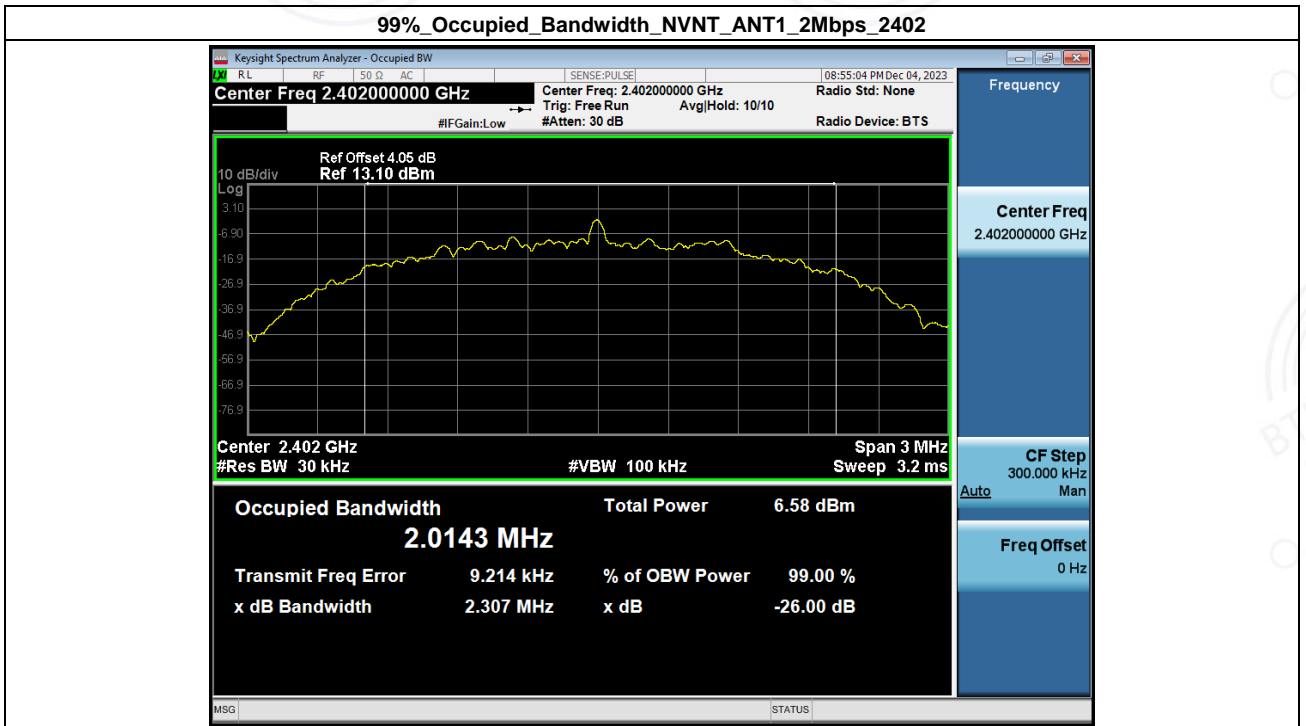 99%_Occupied_Bandwidth_NVNT_ANT1_2Mbps_2402
Keysight Spectrum Analyzer - Occupied BW
LXI RL RF 50 Ω AC SENSE:PULSE 08:55:04 PM Dec 04, 2023
Center Freq 2.402000000 GHz
Center Freq: 2.402000000 GHz Radio Std: None
Trig: Free Run Avg|Hold: 10/10
#IFGain:Low #Atten: 30 dB Radio Device: BTS
Ref Offset 4.05 dB
10 dB/div Ref 13.10 dBm
Log
3.10
-6.90
-16.9
-26.9
-36.9
-46.9
-56.9
-66.9
-76.9
Center 2.402 GHz Span 3 MHz
#Res BW 30 kHz #VBW 100 kHz Sweep 3.2 ms
Occupied Bandwidth Total Power 6.58 dBm
2.0143 MHz
Transmit Freq Error 9.214 kHz % of OBW Power 99.00 %
x dB Bandwidth 2.307 MHz x dB -26.00 dB
MSG STATUS
Frequency
Center Freq
2.402000000 GHz
CF Step
300.000 kHz
Auto Man
Freq Offset
0 Hz